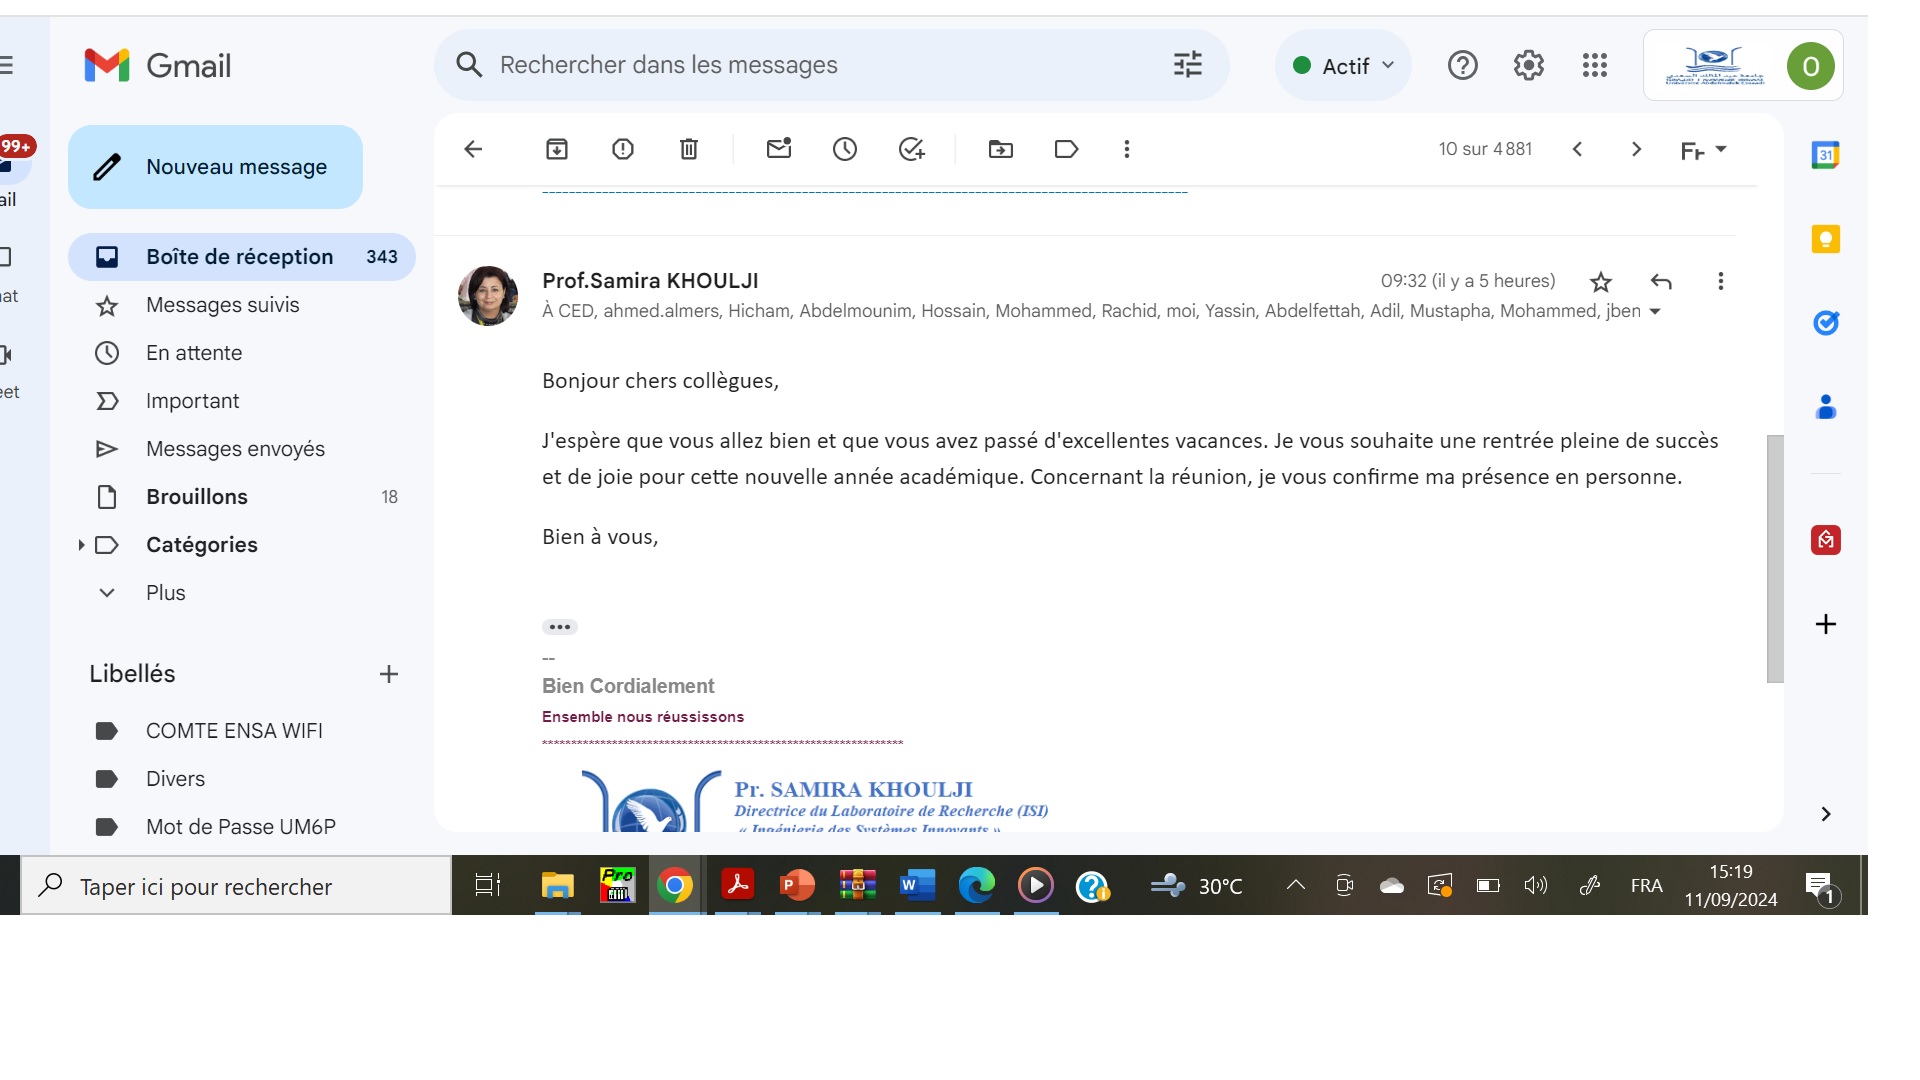 Gmail
Rechercher dans les messages
Actif
O
99+
ail
at
eet
Nouveau message
Boîte de réception 343
Messages suivis
En attente
Important
Messages envoyés
Brouillons 18
Catégories
Plus
Libellés
COMTE ENSA WIFI
Divers
Mot de Passe UM6P
10 sur 4 881
Prof.Samira KHOULJI
09:32 (il y a 5 heures)
À CED, ahmed.almers, Hicham, Abdelmounim, Hossain, Mohammed, Rachid, moi, Yassin, Abdelfettah, Adil, Mustapha, Mohammed, jben
Bonjour chers collègues,
J'espère que vous allez bien et que vous avez passé d'excellentes vacances. Je vous souhaite une rentrée pleine de succès
et de joie pour cette nouvelle année académique. Concernant la réunion, je vous confirme ma présence en personne.
Bien à vous,
--
Bien Cordialement
Ensemble nous réussissons
Pr. SAMIRA KHOULJI
Directrice du Laboratoire de Recherche (ISI)
« Ingénierie des Systèmes Innovants »
31
Taper ici pour rechercher
Pro
30°C
FRA
15:19
11/09/2024
1